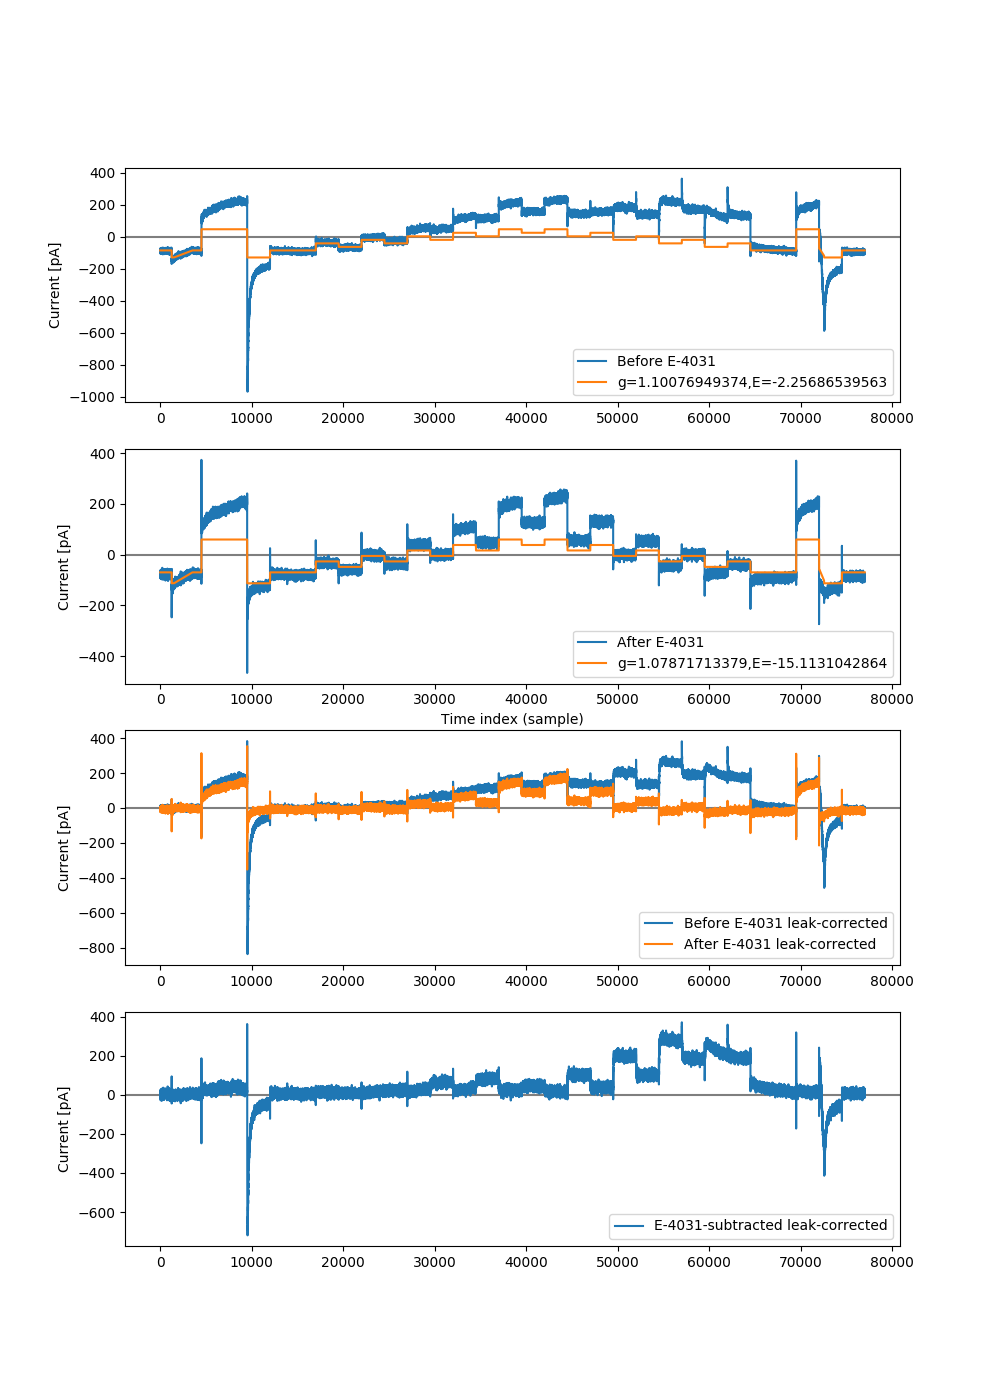 400
200
0
−200
−400
−600
−800
−1000
Current [pA]
Before E-4031
g=1.10076949374,E=-2.25686539563
0 10000 20000 30000 40000 50000 60000 70000 80000
400
200
0
−200
−400
Current [pA]
After E-4031
g=1.07871713379,E=-15.1131042864
0 10000 20000 30000 40000 50000 60000 70000 80000
Time index (sample)
400
200
0
−200
−400
−600
−800
Current [pA]
Before E-4031 leak-corrected
After E-4031 leak-corrected
0 10000 20000 30000 40000 50000 60000 70000 80000
400
200
0
−200
−400
−600
Current [pA]
E-4031-subtracted leak-corrected
0 10000 20000 30000 40000 50000 60000 70000 80000